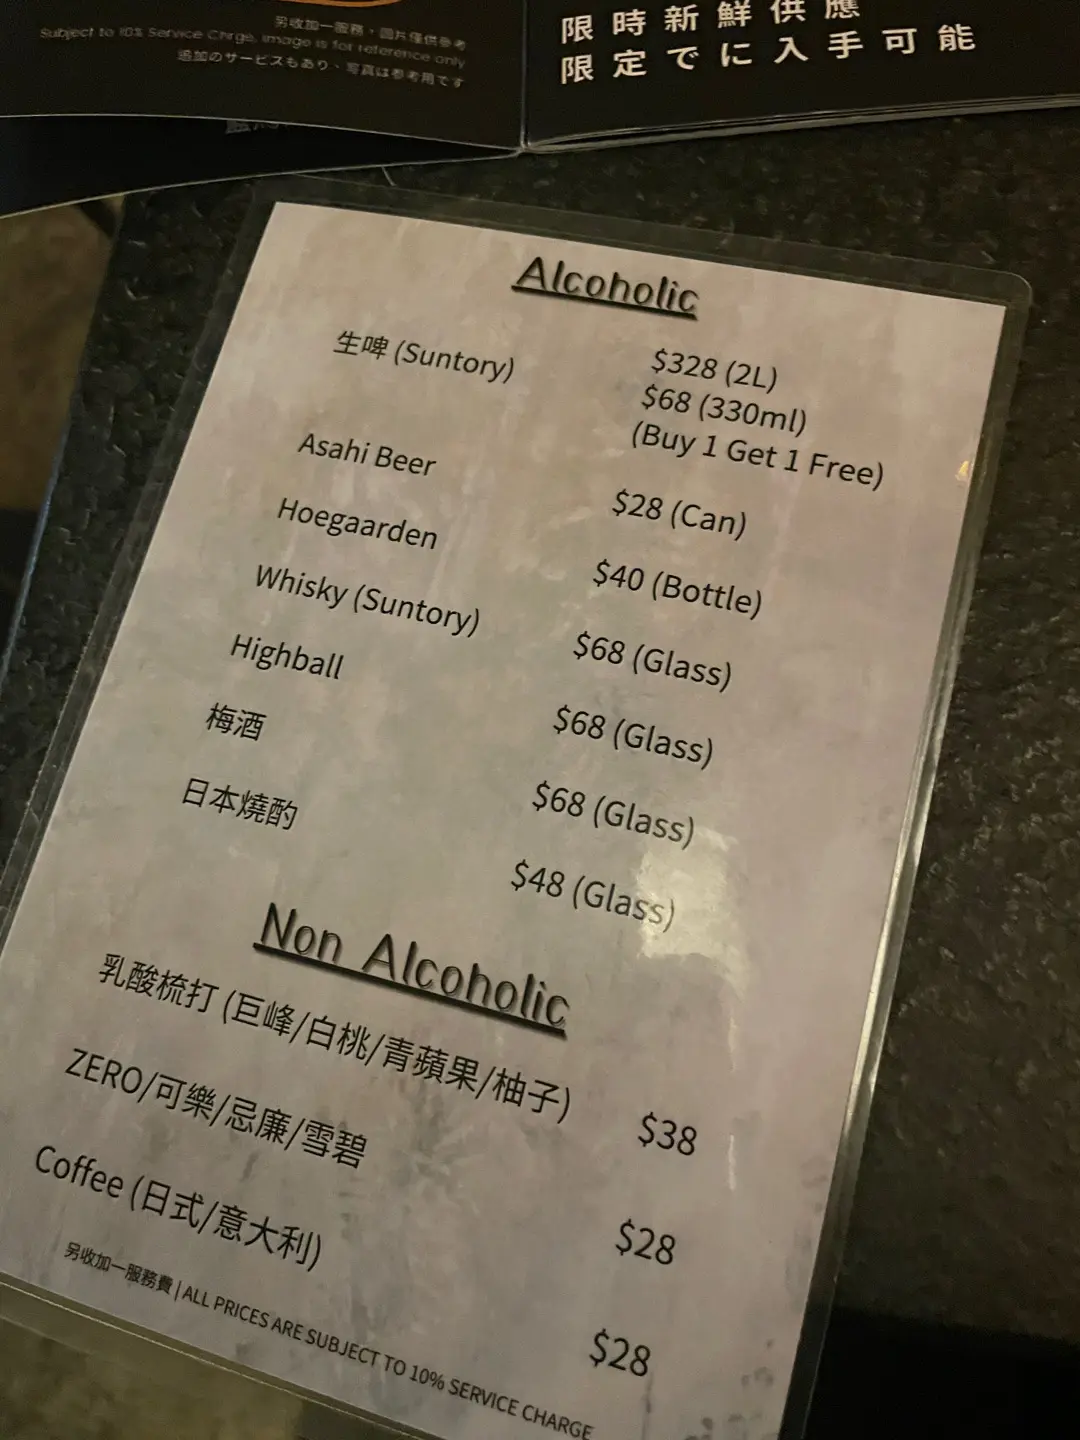 另收加一服務，圖片僅供參考
Subject to 10% Service Chrge, image is for reference only
追加のサービスもあり、写真は参考用です
限時新鮮供應
限定でに入手可能
Alcoholic
生啤 (Suntory) $328 (2L)
$68 (330ml)
(Buy 1 Get 1 Free)
Asahi Beer $28 (Can)
Hoegaarden $40 (Bottle)
Whisky (Suntory) $68 (Glass)
Highball $68 (Glass)
梅酒 $68 (Glass)
日本燒酌 $48 (Glass)
Non Alcoholic
乳酸梳打 (巨峰/白桃/青蘋果/柚子) $38
ZERO/可樂/忌廉/雪碧 $28
Coffee (日式/意大利) $28
另收加一服務費 | ALL PRICES ARE SUBJECT TO 10% SERVICE CHARGE